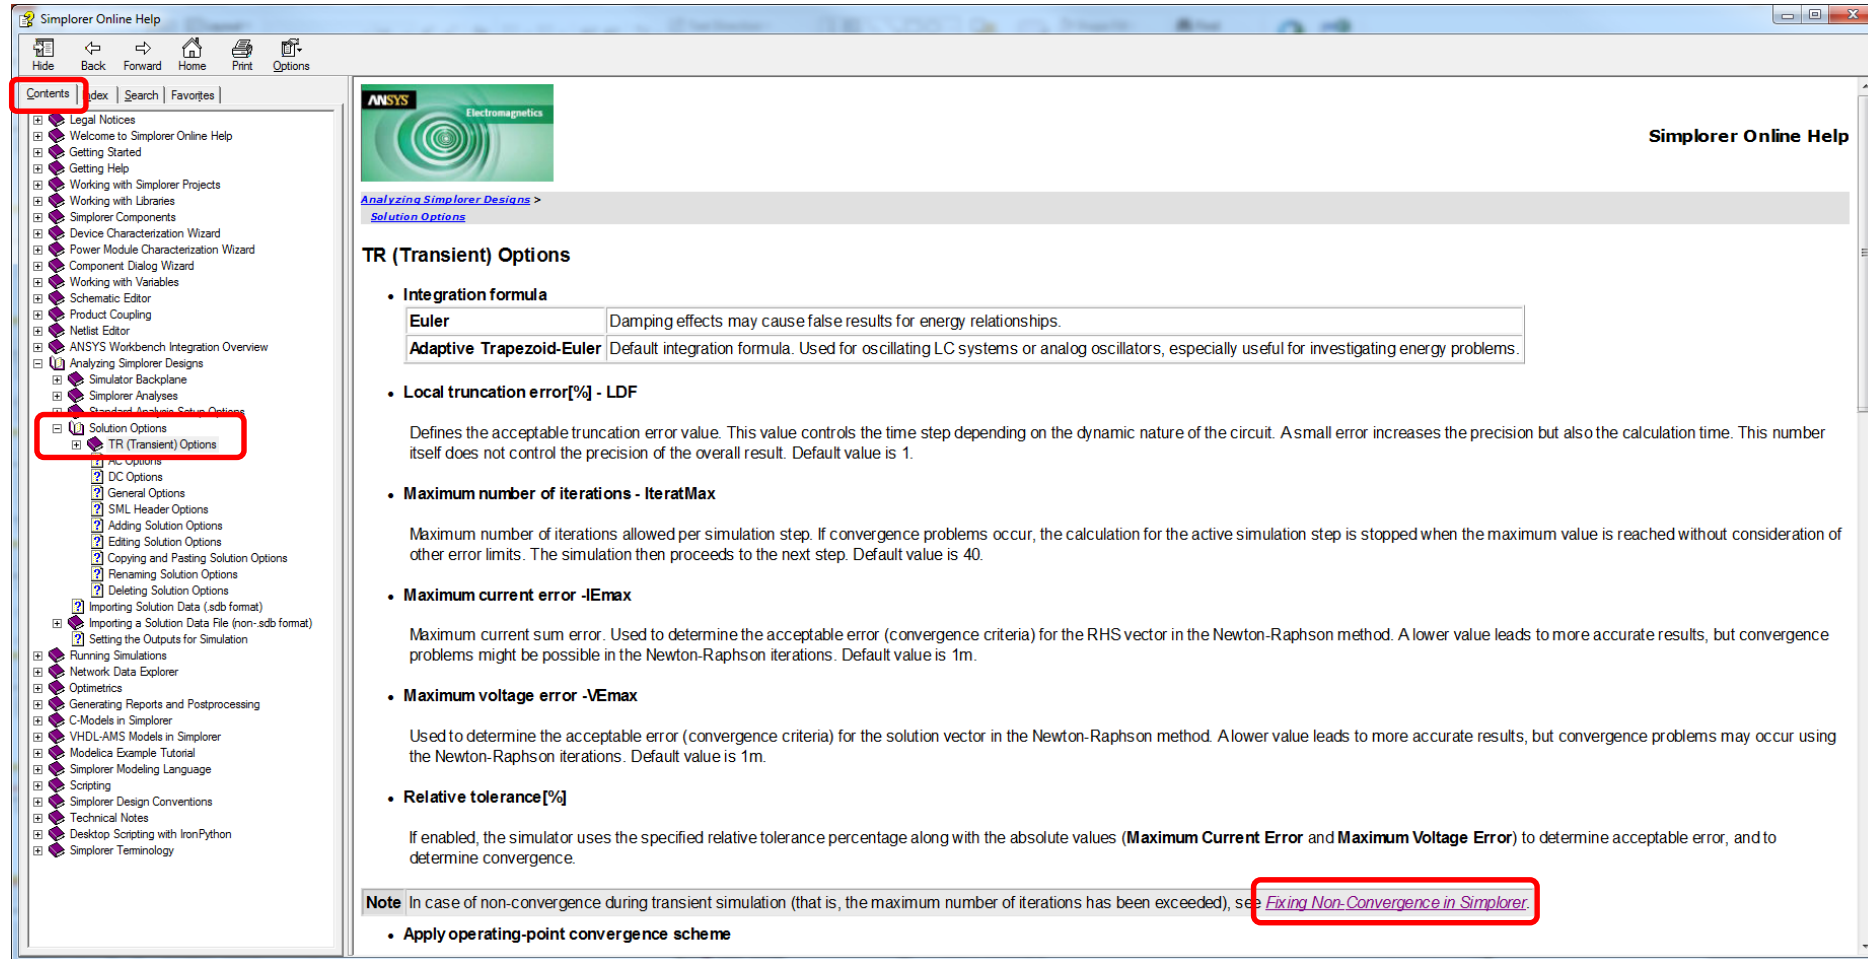 Simplorer Online Help
Hide Back Forward Home Print Options
Contents ndex Search Favorites
Legal Notices
Welcome to Simplorer Online Help
Getting Started
Getting Help
Working with Simplorer Projects
Working with Libraries
Simplorer Components
Device Characterization Wizard
Power Module Characterization Wizard
Component Dialog Wizard
Working with Variables
Schematic Editor
Product Coupling
Netlist Editor
ANSYS Workbench Integration Overview
Analyzing Simplorer Designs
Simulator Backplane
Simplorer Analyses
Standard Analysis Setup Options
Solution Options
TR (Transient) Options
AC Options
DC Options
General Options
SML Header Options
Adding Solution Options
Editing Solution Options
Copying and Pasting Solution Options
Renaming Solution Options
Deleting Solution Options
Importing Solution Data (.sdb format)
Importing a Solution Data File (non-.sdb format)
Setting the Outputs for Simulation
Running Simulations
Network Data Explorer
Optimetrics
Generating Reports and Postprocessing
C-Models in Simplorer
VHDL-AMS Models in Simplorer
Modelica Example Tutorial
Simplorer Modeling Language
Scripting
Simplorer Design Conventions
Technical Notes
Desktop Scripting with IronPython
Simplorer Terminology
ANSYS
Electromagnetics
Simplorer Online Help
Analyzing Simplorer Designs >
Solution Options
TR (Transient) Options
• Integration formula
Euler Damping effects may cause false results for energy relationships.
Adaptive Trapezoid-Euler Default integration formula. Used for oscillating LC systems or analog oscillators, especially useful for investigating energy problems.
• Local truncation error[%] - LDF
Defines the acceptable truncation error value. This value controls the time step depending on the dynamic nature of the circuit. A small error increases the precision but also the calculation time. This number
itself does not control the precision of the overall result. Default value is 1.
• Maximum number of iterations - IteratMax
Maximum number of iterations allowed per simulation step. If convergence problems occur, the calculation for the active simulation step is stopped when the maximum value is reached without consideration of
other error limits. The simulation then proceeds to the next step. Default value is 40.
• Maximum current error -IEmax
Maximum current sum error. Used to determine the acceptable error (convergence criteria) for the RHS vector in the Newton-Raphson method. A lower value leads to more accurate results, but convergence
problems might be possible in the Newton-Raphson iterations. Default value is 1m.
• Maximum voltage error -VEmax
Used to determine the acceptable error (convergence criteria) for the solution vector in the Newton-Raphson method. A lower value leads to more accurate results, but convergence problems may occur using
the Newton-Raphson iterations. Default value is 1m.
• Relative tolerance[%]
If enabled, the simulator uses the specified relative tolerance percentage along with the absolute values (Maximum Current Error and Maximum Voltage Error) to determine acceptable error, and to
determine convergence.
Note In case of non-convergence during transient simulation (that is, the maximum number of iterations has been exceeded), see Fixing Non-Convergence in Simplorer.
• Apply operating-point convergence scheme